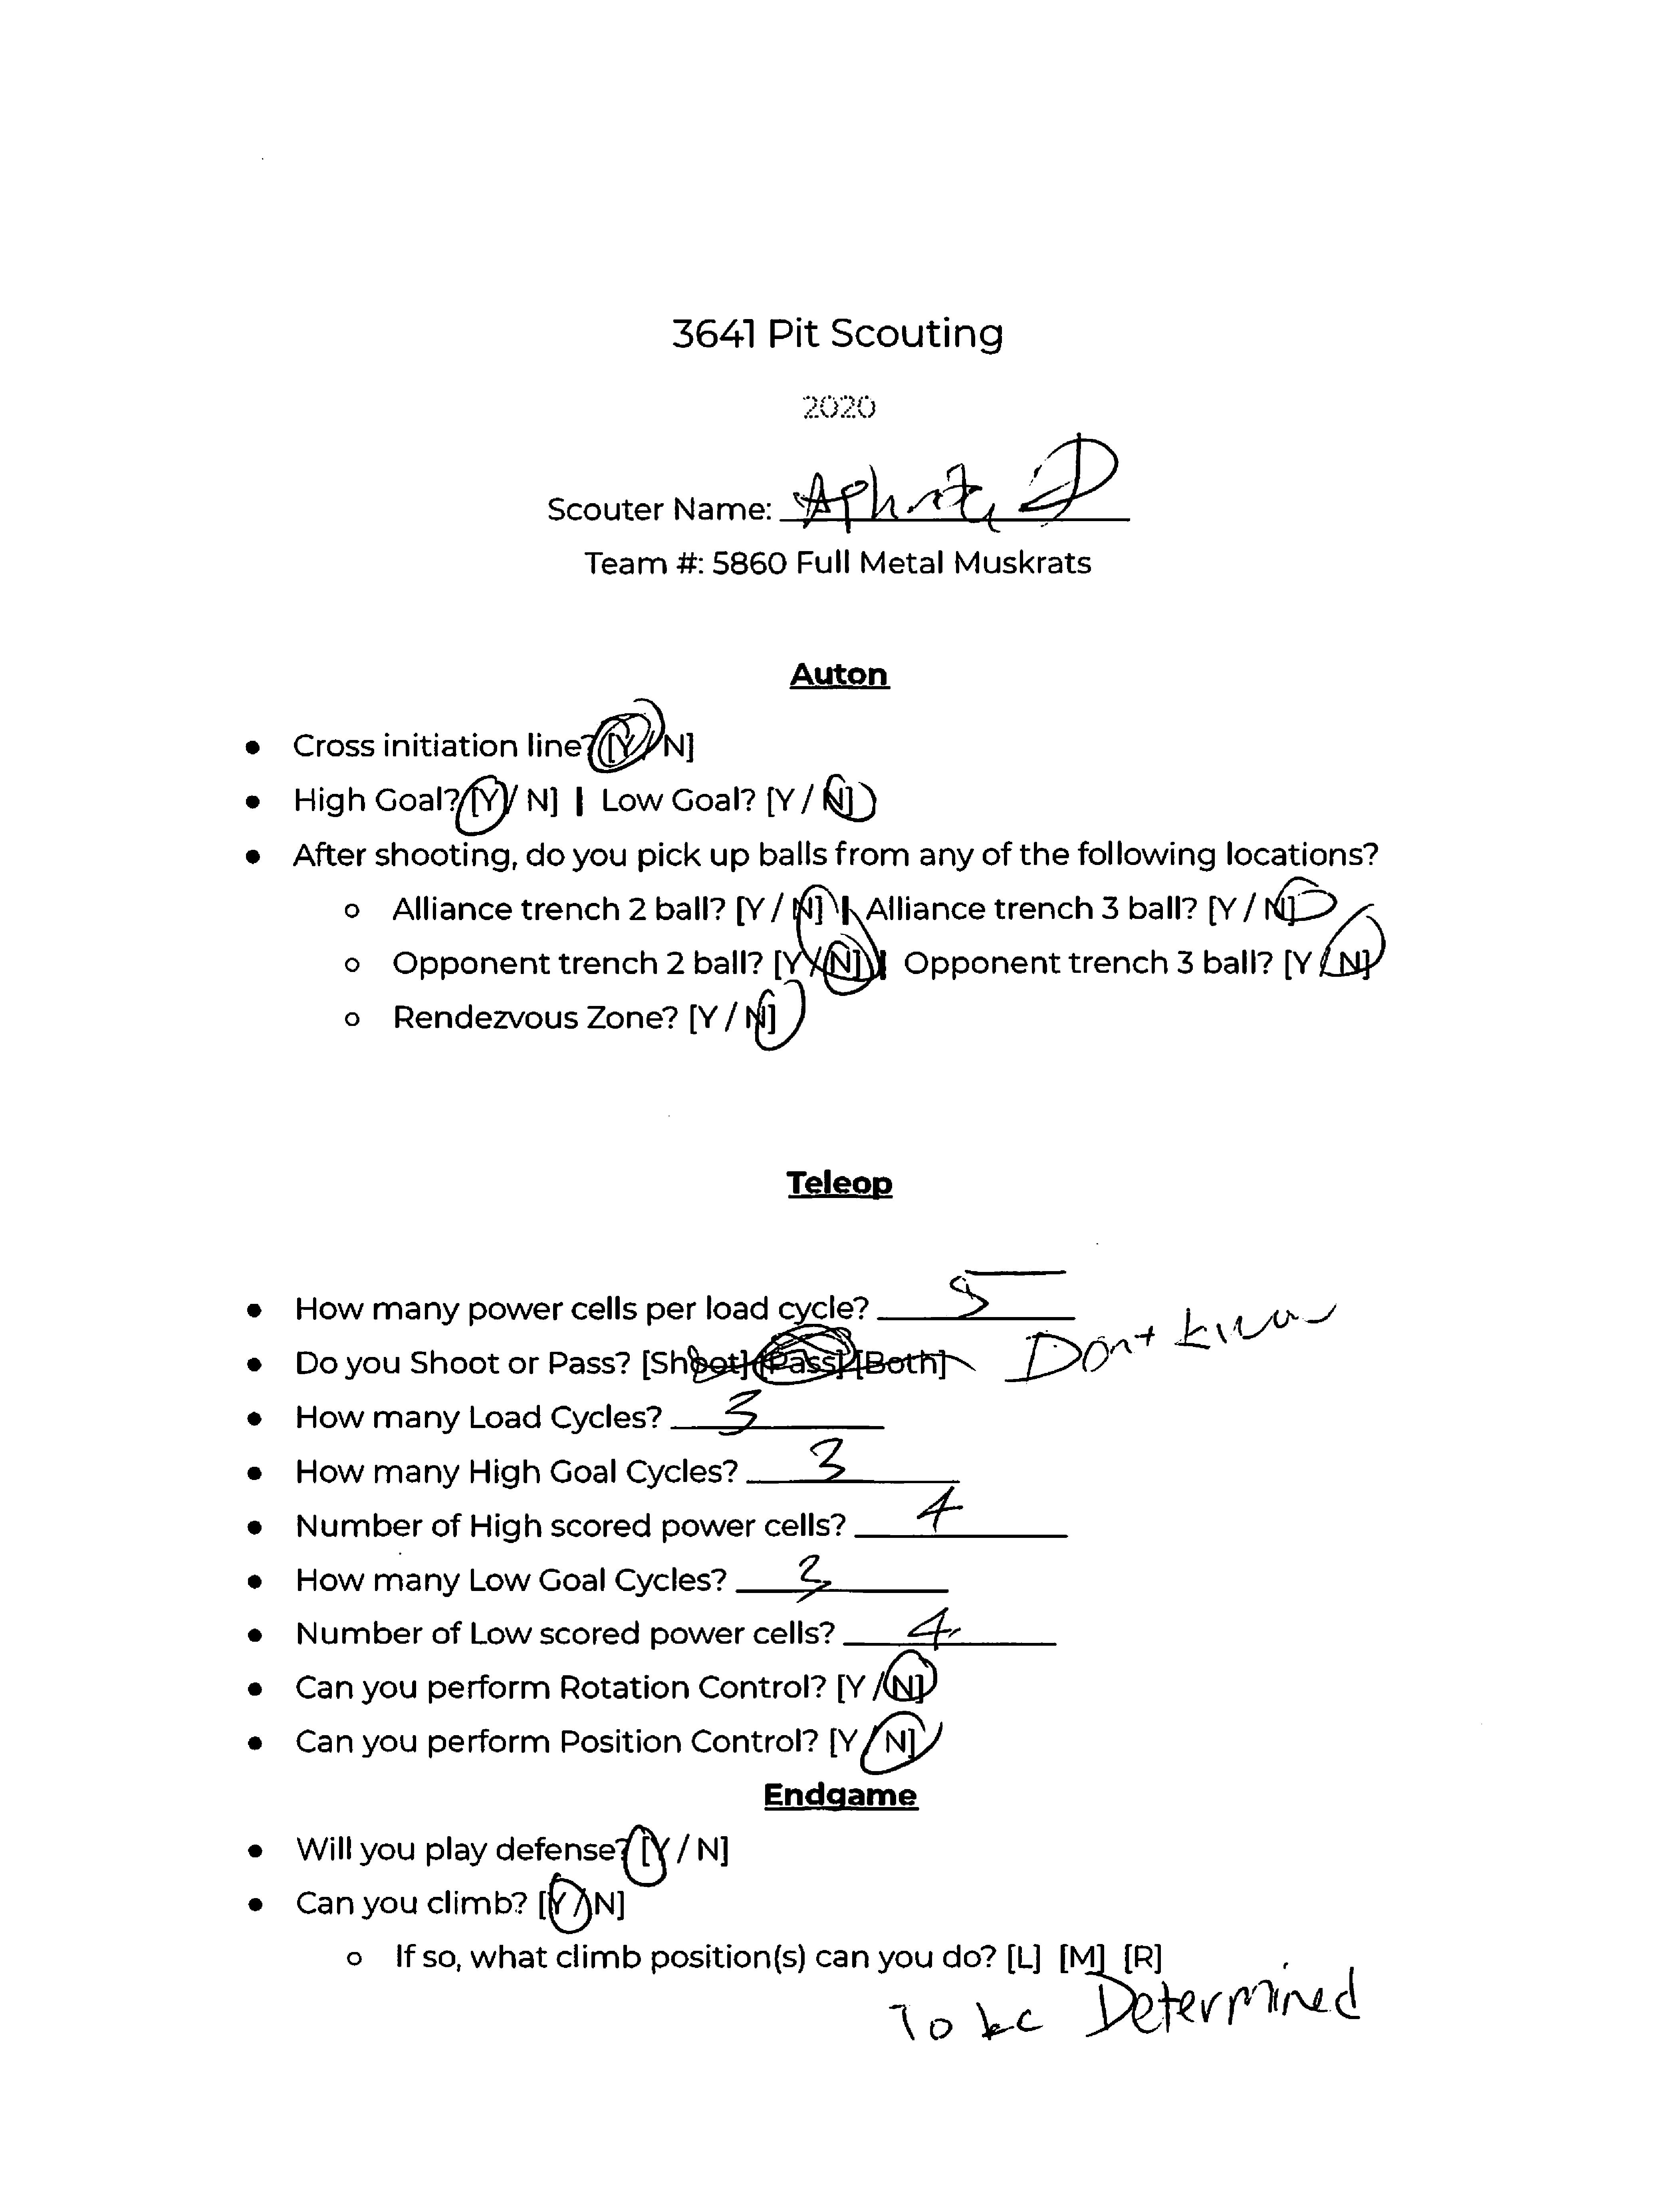 3641 Pit Scouting
2020
Scouter Name: D
Team #: 5860 Full Metal Muskrats
Auton
● Cross initiation line? [Y / N]
● High Goal? [Y / N] | Low Goal? [Y / N]
● After shooting, do you pick up balls from any of the following locations?
○ Alliance trench 2 ball? [Y / N] | Alliance trench 3 ball? [Y / N]
○ Opponent trench 2 ball? [Y / N] | Opponent trench 3 ball? [Y / N]
○ Rendezvous Zone? [Y / N]
Teleop
● How many power cells per load cycle? 5
● Do you Shoot or Pass? [Shoot] [Pass] [Both] Dont know
● How many Load Cycles? 3
● How many High Goal Cycles? 3
● Number of High scored power cells? 4
● How many Low Goal Cycles? 3
● Number of Low scored power cells? 4
● Can you perform Rotation Control? [Y / N]
● Can you perform Position Control? [Y / N]
Endgame
● Will you play defense? [Y / N]
● Can you climb? [Y / N]
○ If so, what climb position(s) can you do? [L] [M] [R]
To be Determined